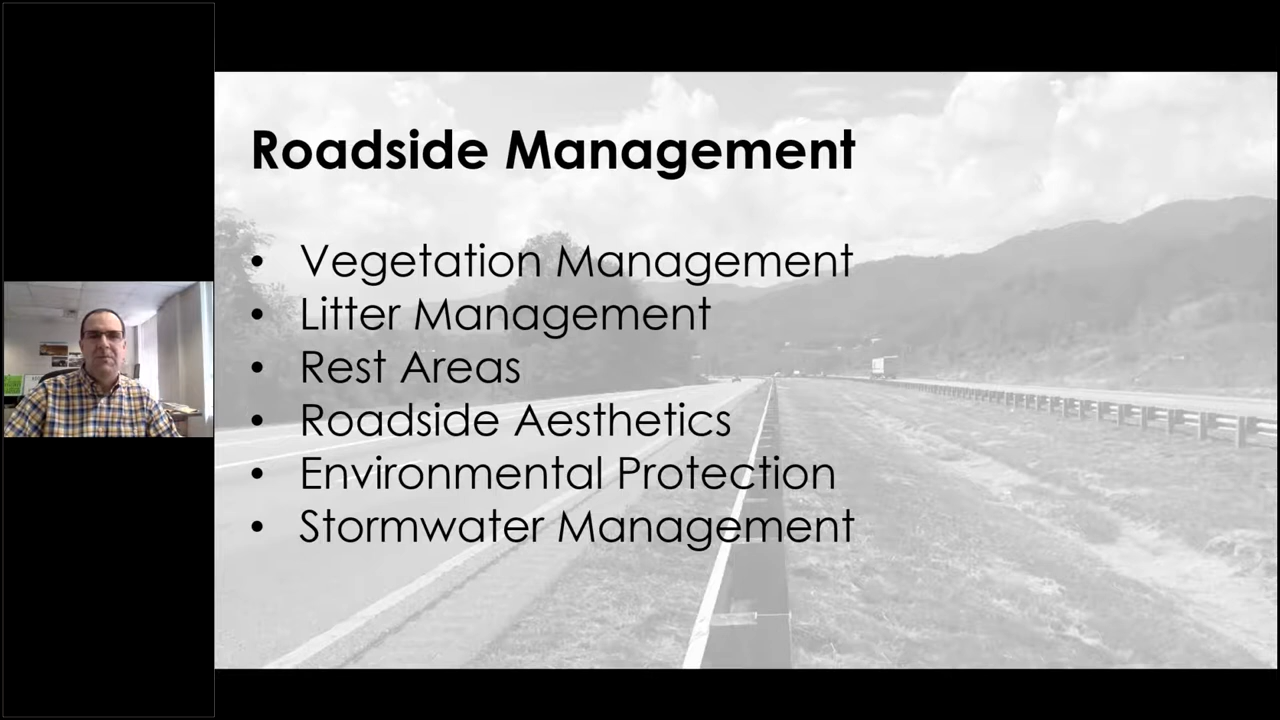 Roadside Management
• Vegetation Management
• Litter Management
• Rest Areas
• Roadside Aesthetics
• Environmental Protection
• Stormwater Management